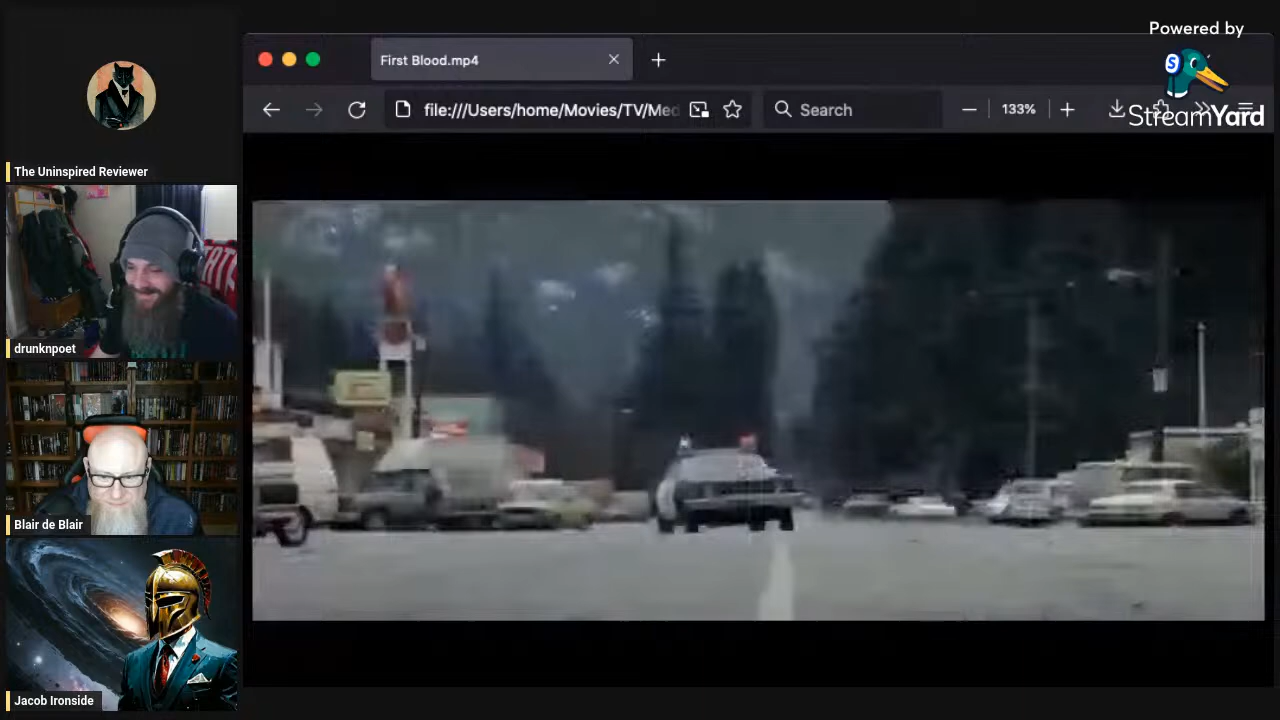 Powered by
StreamYard
First Blood.mp4
file:///Users/home/Movies/TV/Med
Search
133%
The Uninspired Reviewer
drunknpoet
Blair de Blair
Jacob Ironside